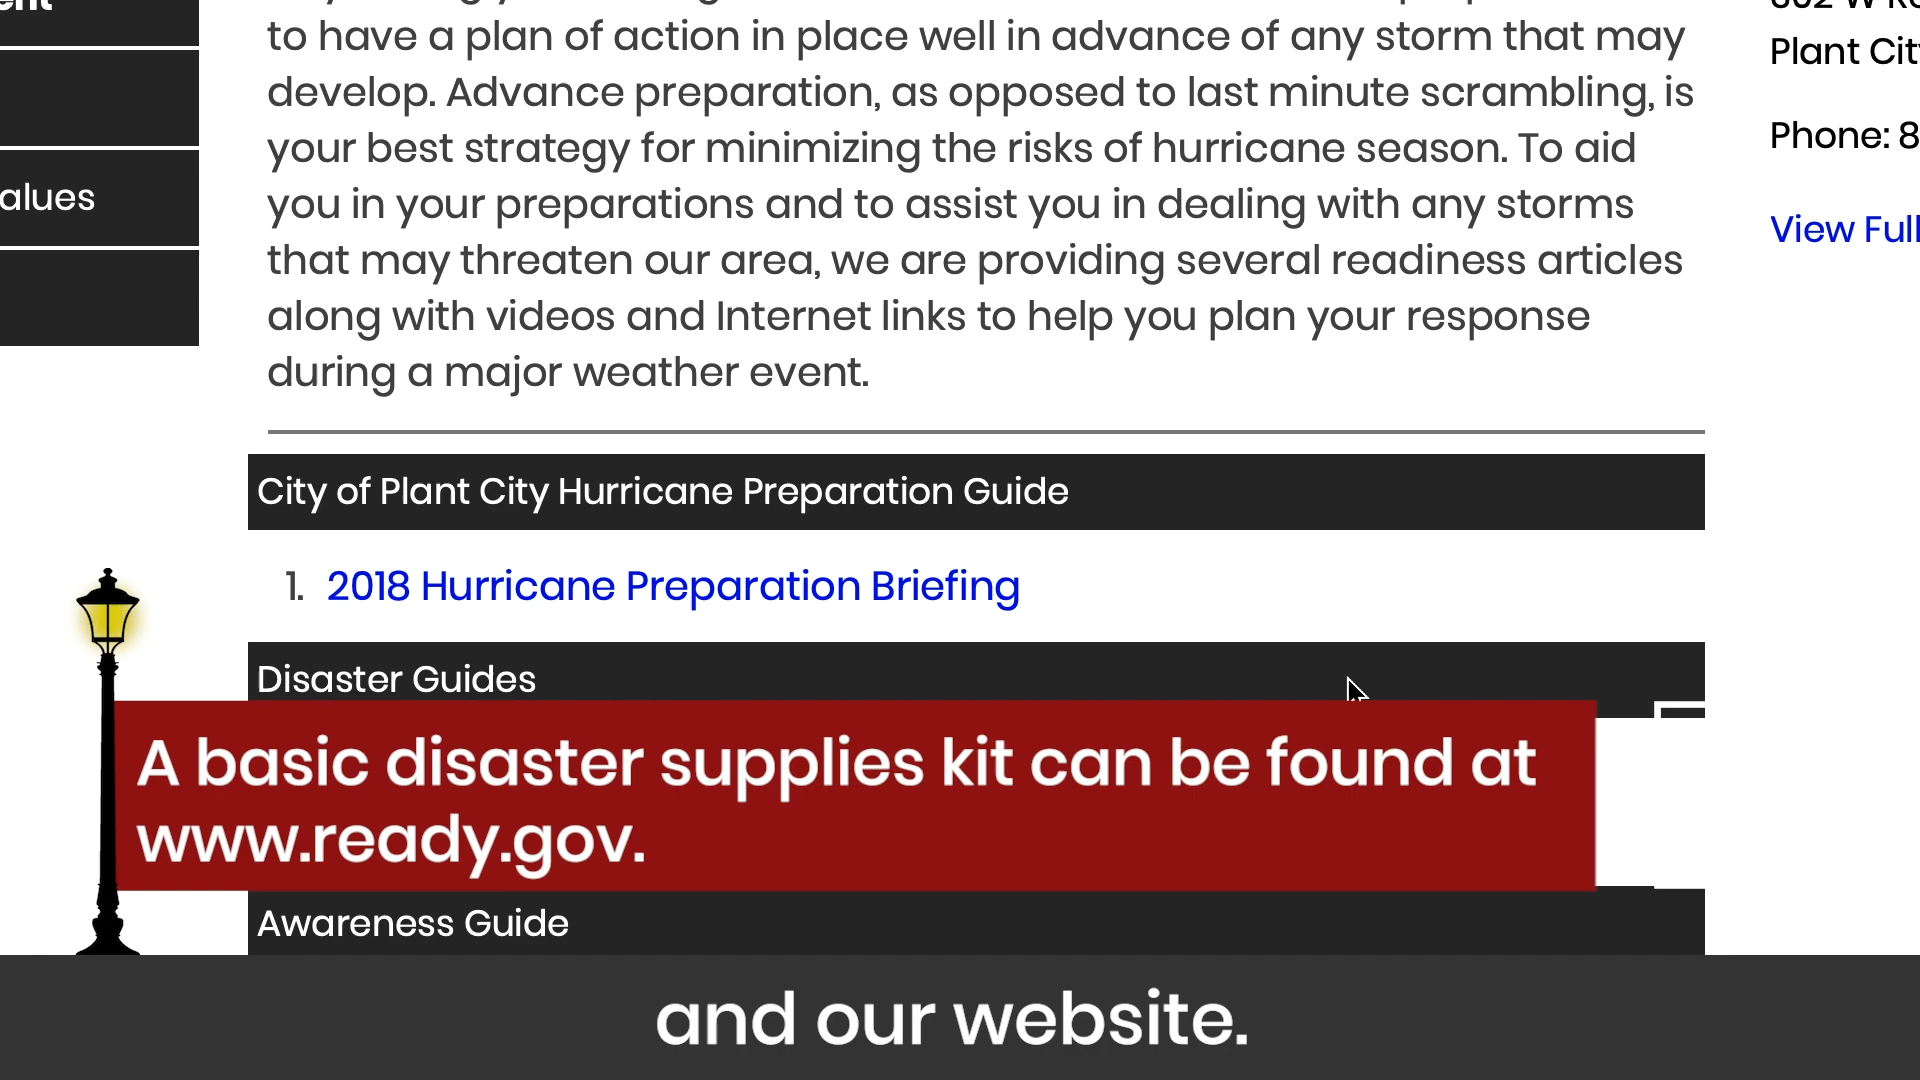 to have a plan of action in place well in advance of any storm that may
develop. Advance preparation, as opposed to last minute scrambling, is
your best strategy for minimizing the risks of hurricane season. To aid
you in your preparations and to assist you in dealing with any storms
that may threaten our area, we are providing several readiness articles
along with videos and Internet links to help you plan your response
during a major weather event.
City of Plant City Hurricane Preparation Guide
1. 2018 Hurricane Preparation Briefing
Disaster Guides
A basic disaster supplies kit can be found at
www.ready.gov.
Awareness Guide
and our website.
alues
Plant City
Phone: 8
View Full